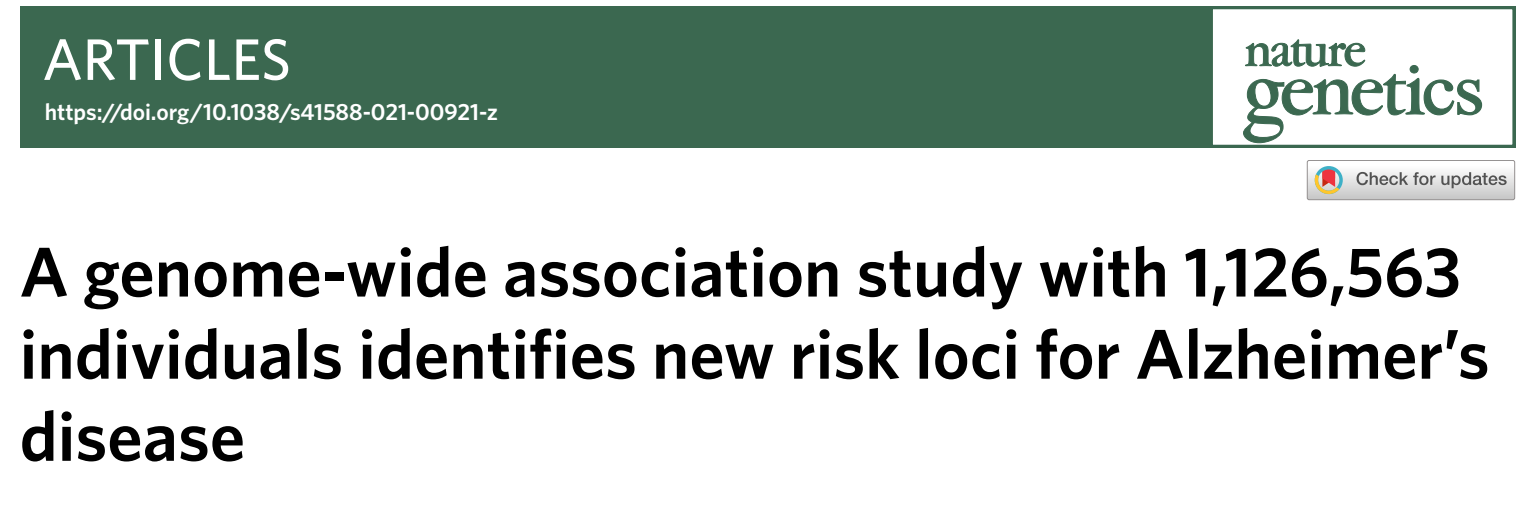 ARTICLES
https://doi.org/10.1038/s41588-021-00921-z
nature
genetics
Check for updates
A genome-wide association study with 1,126,563
individuals identifies new risk loci for Alzheimer’s
disease